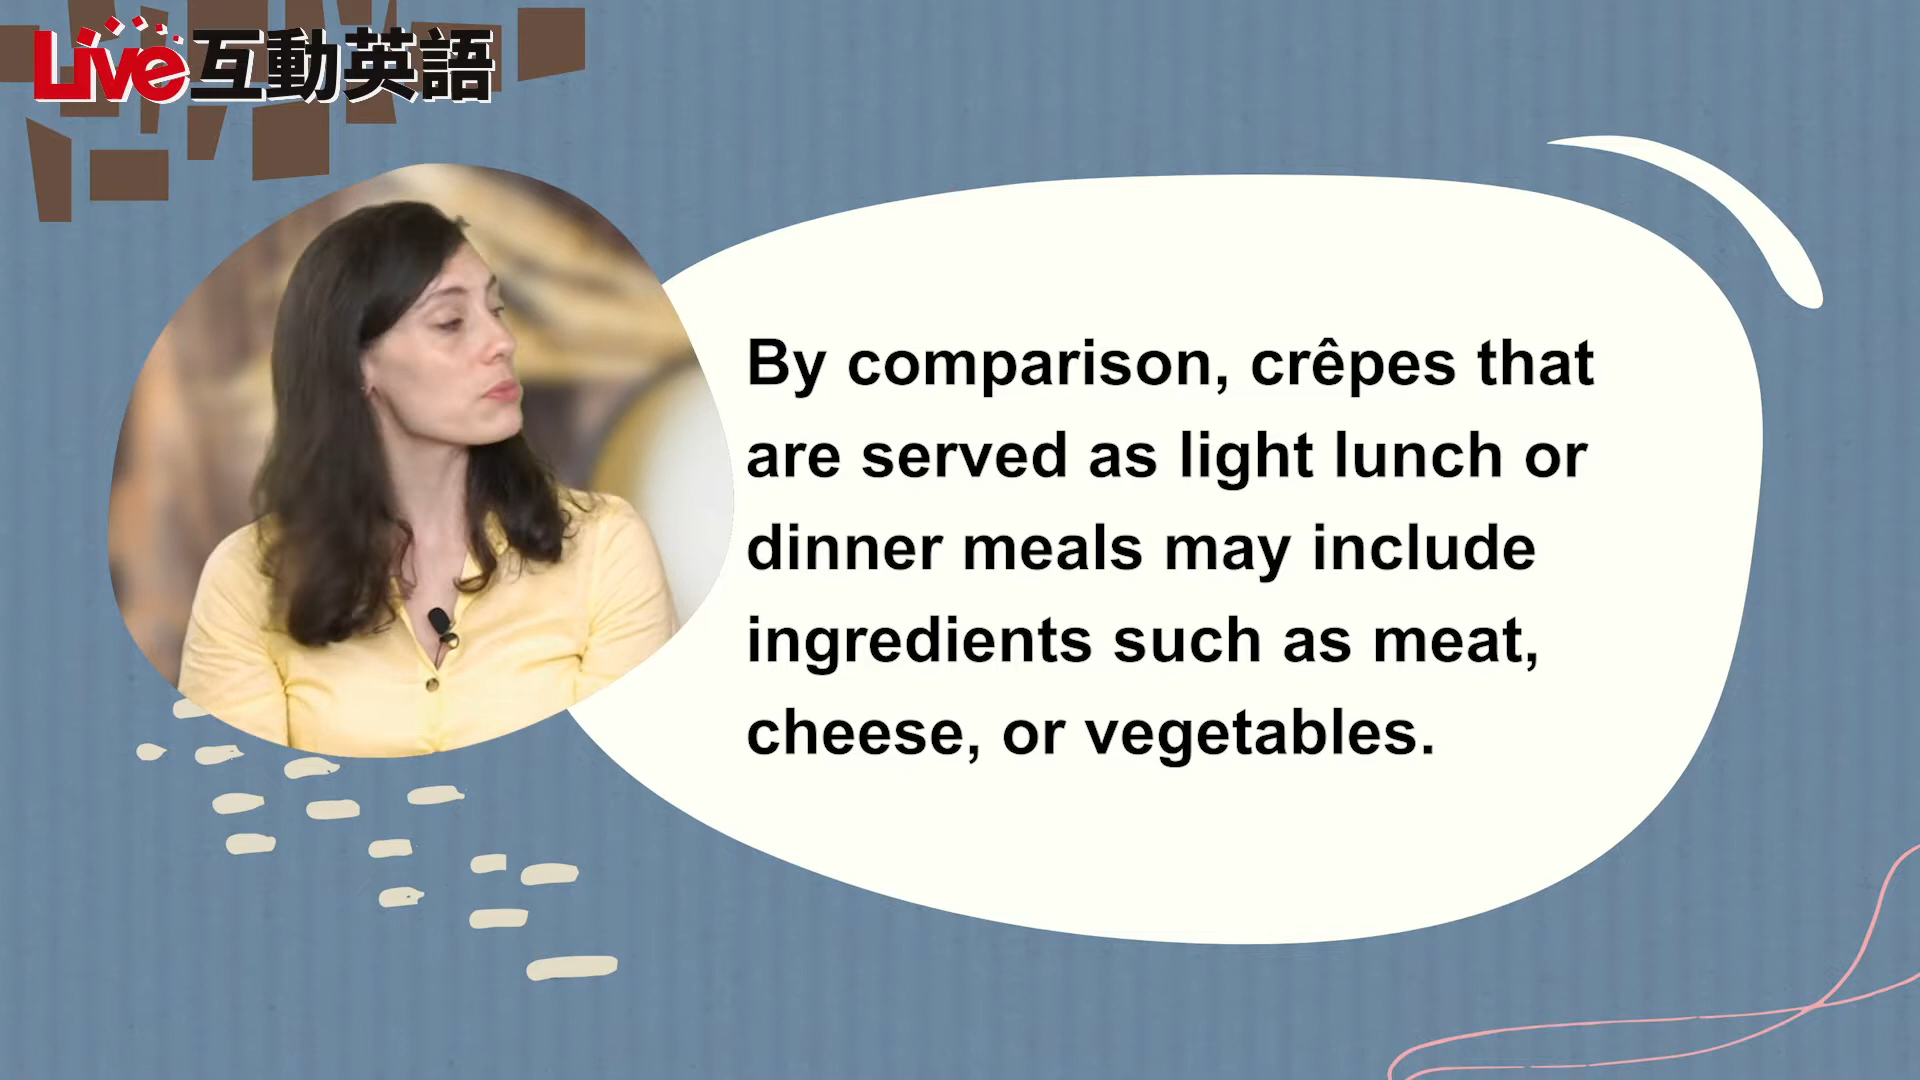 Live互動英語
By comparison, crêpes that
are served as light lunch or
dinner meals may include
ingredients such as meat,
cheese, or vegetables.